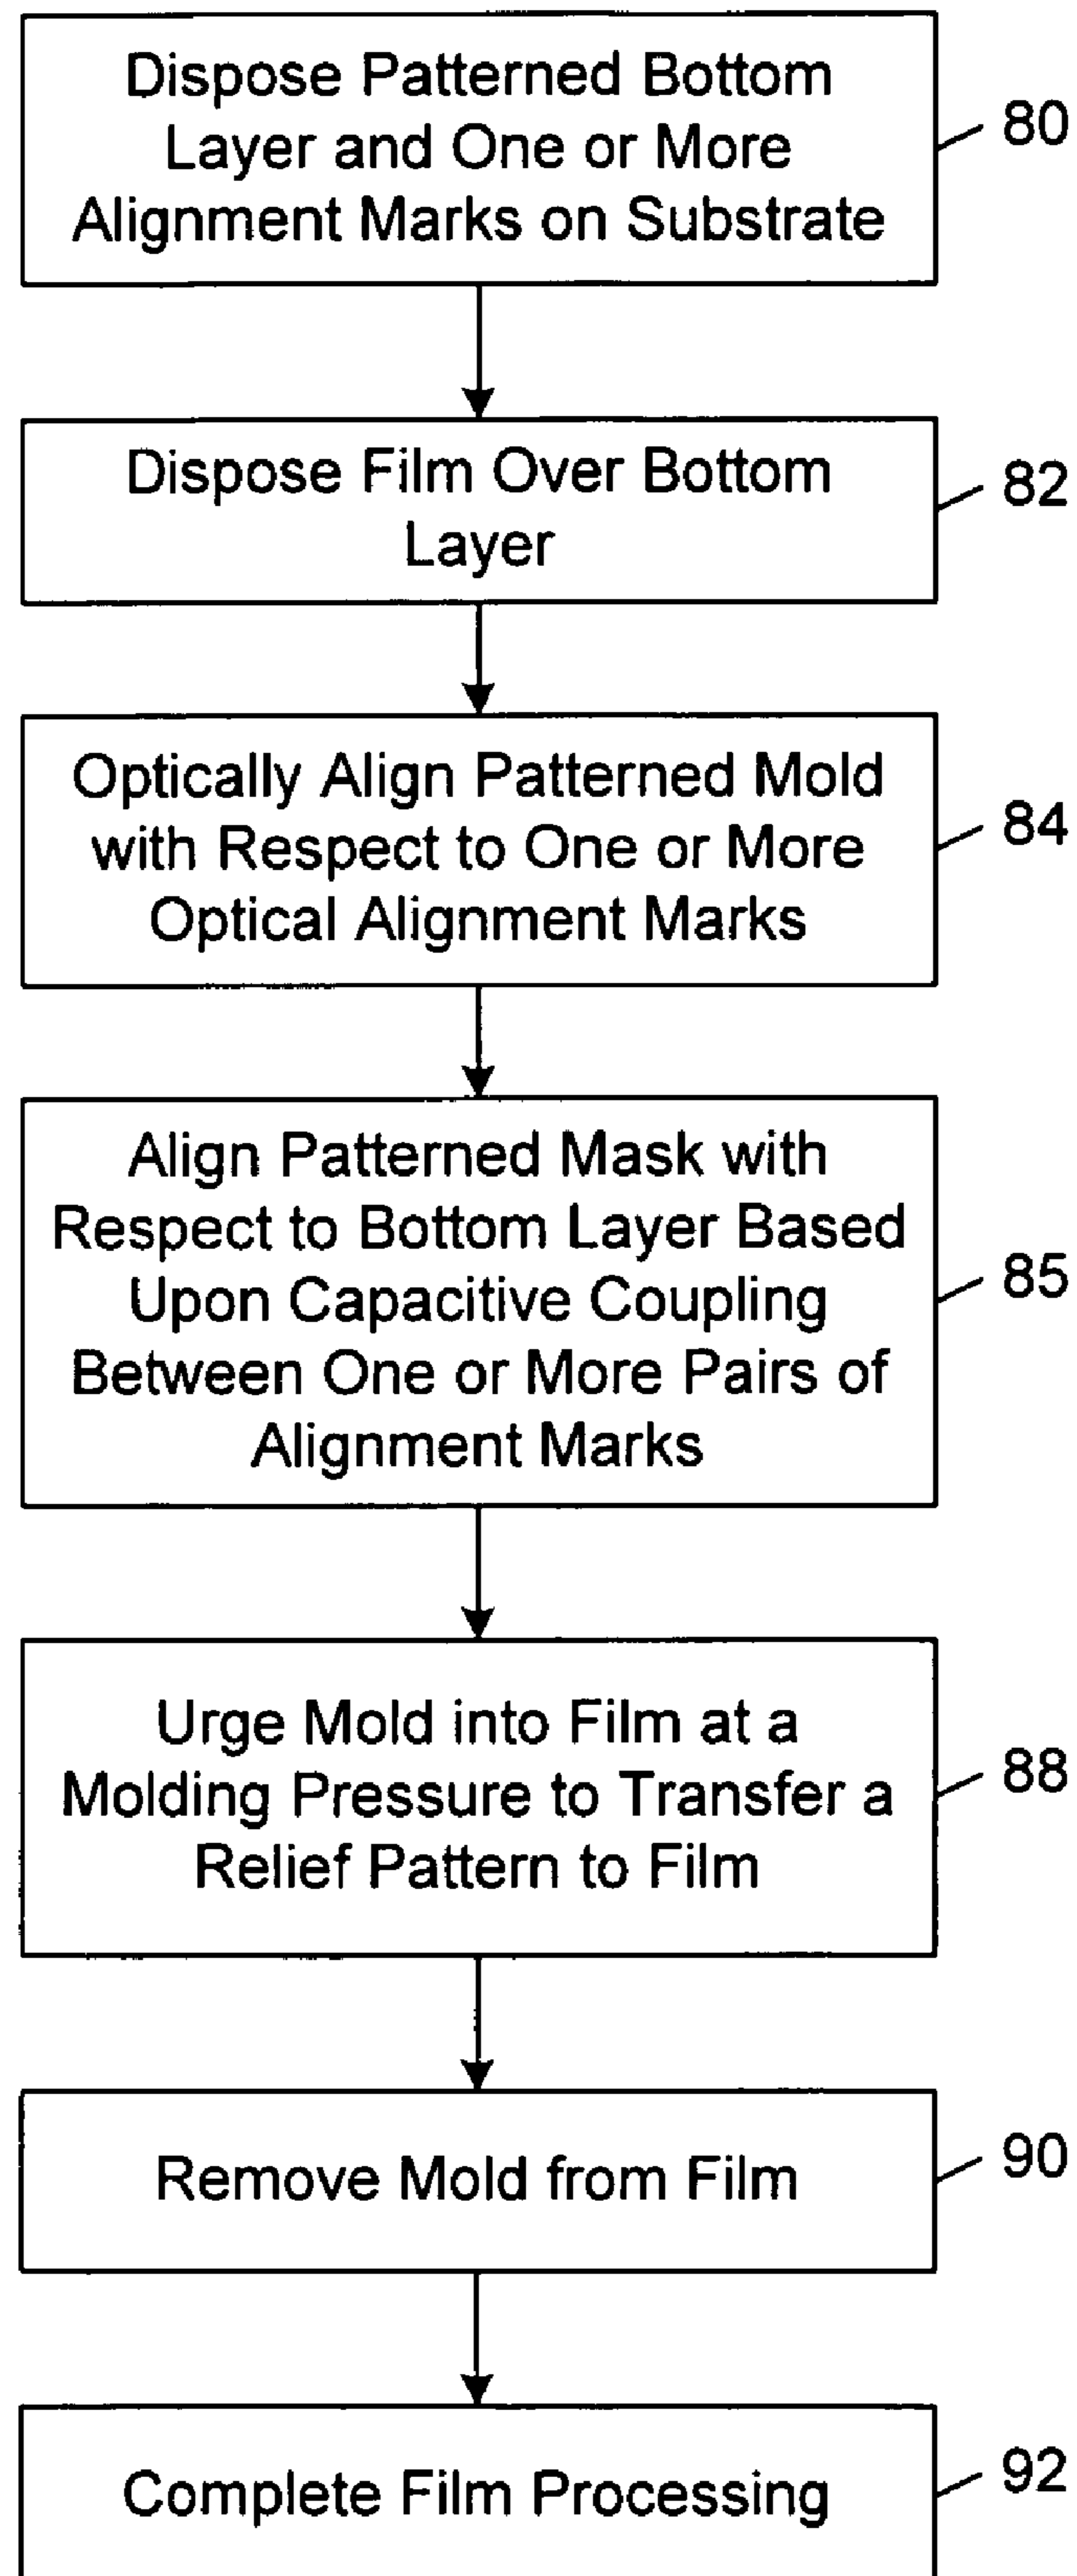 Dispose Patterned Bottom
Layer and One or More
Alignment Marks on Substrate
80
Dispose Film Over Bottom
Layer
82
Optically Align Patterned Mold
with Respect to One or More
Optical Alignment Marks
84
Align Patterned Mask with
Respect to Bottom Layer Based
Upon Capacitive Coupling
Between One or More Pairs of
Alignment Marks
85
Urge Mold into Film at a
Molding Pressure to Transfer a
Relief Pattern to Film
88
Remove Mold from Film
90
Complete Film Processing
92